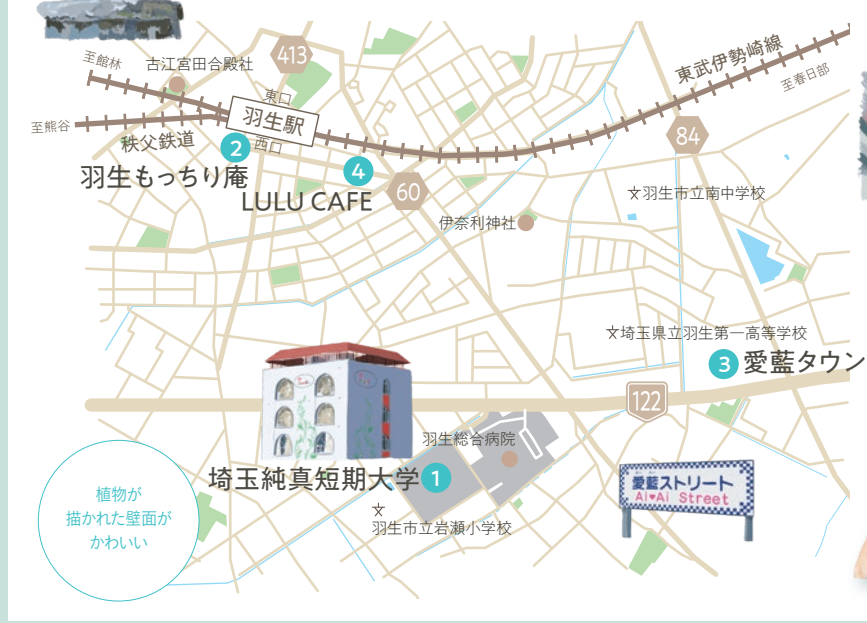 至館林
古江宮田合殿社
413
東武伊勢崎線
至春日部
東口
羽生駅
至熊谷
秩父鉄道
西口
84
2
羽生もっちり庵
4
LULU CAFE
60
羽生市立南中学校
伊奈利神社
埼玉県立羽生第一高等学校
3 愛藍タウン
122
羽生総合病院
埼玉純真短期大学 1
愛藍ストリート
Ai♥Ai Street
植物が
描かれた壁面が
かわいい
羽生市立岩瀬小学校